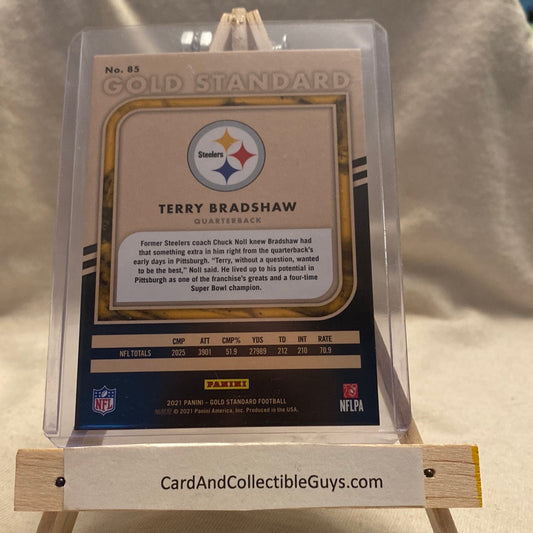 No. 85
GOLD STANDARD
Steelers
TERRY BRADSHAW
QUARTERBACK
Former Steelers coach Chuck Noll knew Bradshaw had
that something extra in him right from the quarterback's
early days in Pittsburgh. "Terry, without a question, wanted
to be the best," Noll said. He lived up to his potential in
Pittsburgh as one of the franchise's greats and a four-time
Super Bowl champion.
CMP ATT CMP% YDS TD INT RATE
NFL TOTALS 2025 3901 51.9 27989 212 210 70.9
PANINI
NFL
NFLPA
2021 PANINI – GOLD STANDARD FOOTBALL
© 2021 Panini America, Inc. Produced in the USA.
CardAndCollectibleGuys.com